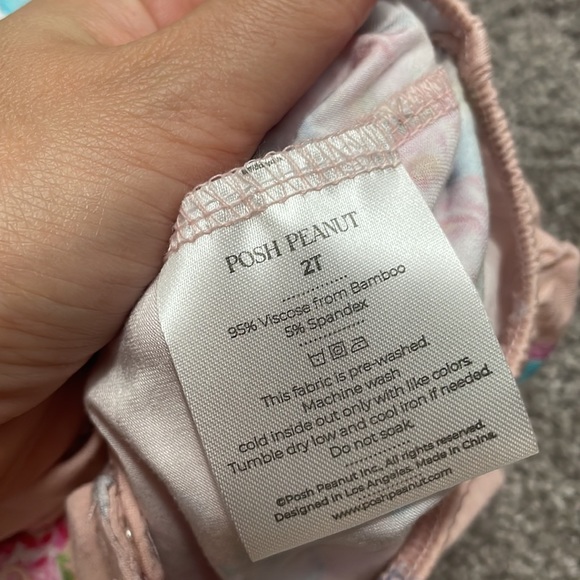 POSH PEANUT
2T
95% Viscose from Bamboo
5% Spandex
This fabric is pre-washed.
Machine wash
cold inside out only with like colors.
Tumble dry low and cool iron if needed.
Do not soak.
©Posh Peanut Inc., All rights reserved.
Designed in Los Angeles, Made in China.
www.poshpeanut.com